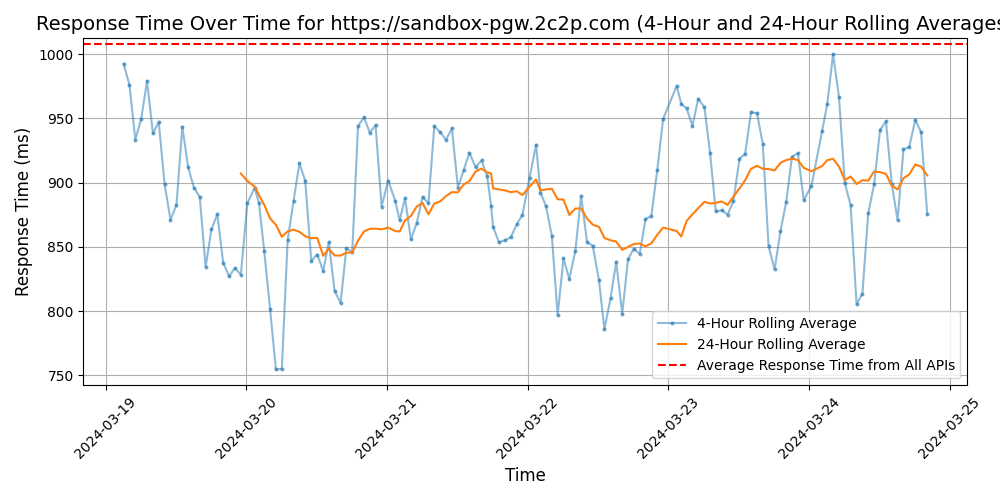 Response Time Over Time for https://sandbox-pgw.2c2p.com (4-Hour and 24-Hour Rolling Averages
Response Time (ms)
1000
950
900
850
800
750
4-Hour Rolling Average
24-Hour Rolling Average
Average Response Time from All APIs
2024-03-19
2024-03-20
2024-03-21
2024-03-22
2024-03-23
2024-03-24
2024-03-25
Time